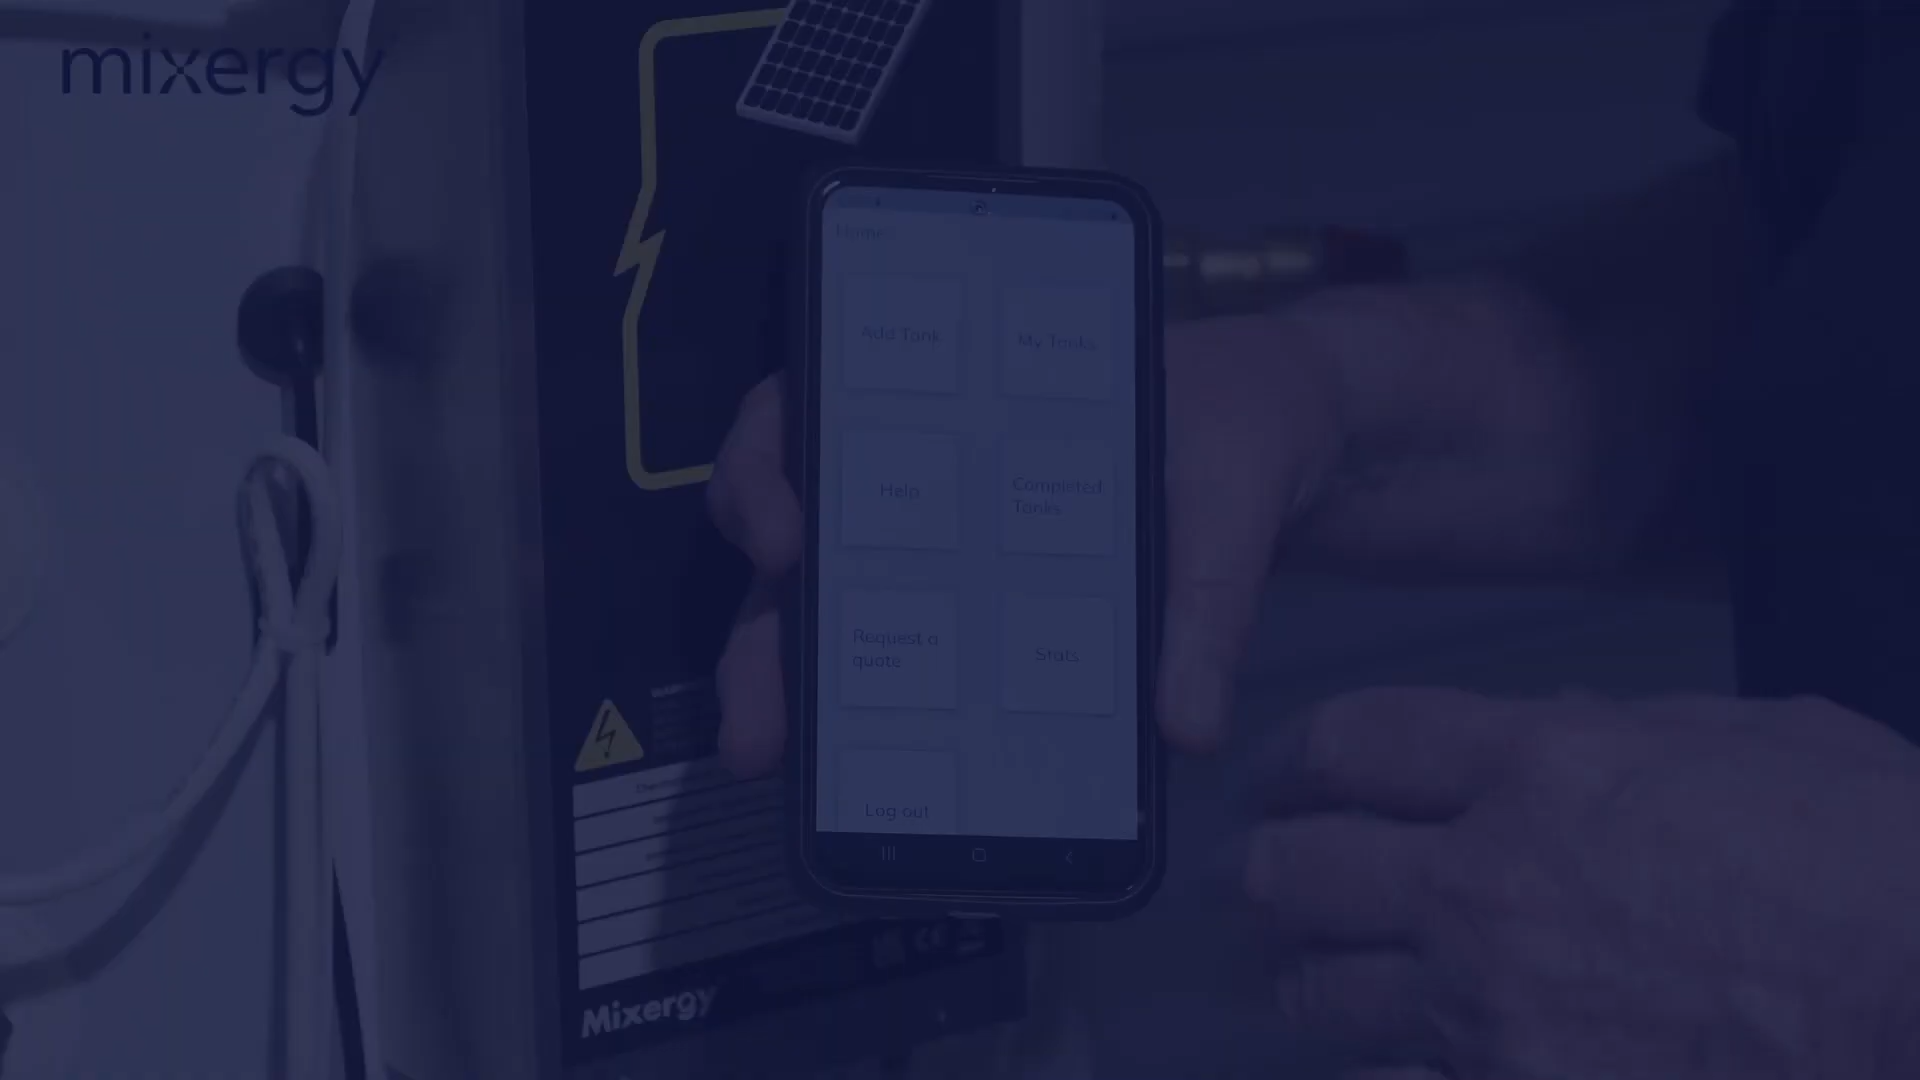 mixergy
Home
Add Tank
My Tanks
Help
Completed
Tanks
Request a
quote
Stats
Log out
Mixergy